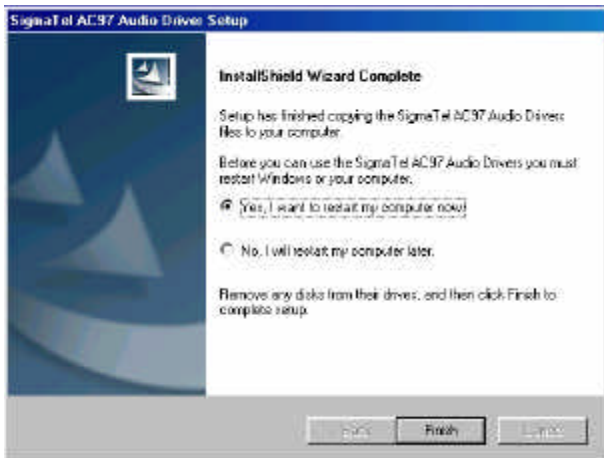 SigmaTel AC97 Audio Driver Setup
InstallShield Wizard Complete
Setup has finished copying the SigmaTel AC97 Audio Drivers
files to your computer.
Before you can use the SigmaTel AC97 Audio Drivers you must
restart Windows or your computer.
Yes, I want to restart my computer now!
No, I will restart my computer later.
Remove any disks from their drives, and then click Finish to
complete setup.
Back
Finish
Cancel